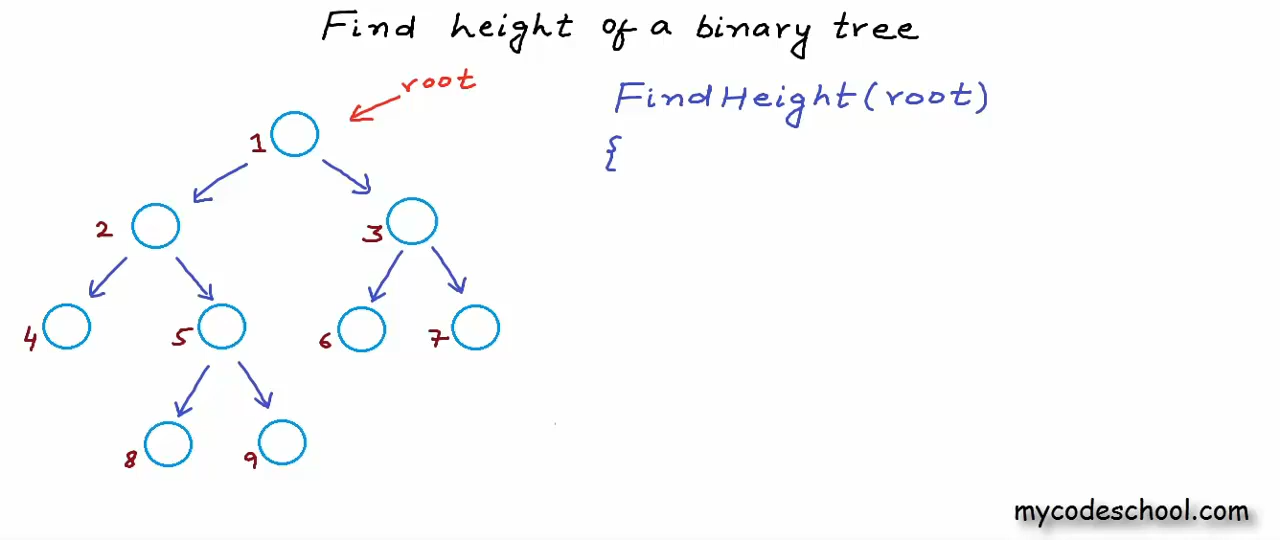 Find height of a binary tree
root
FindHeight(root)
{
1
2
3
4
5
6
7
8
9
mycodeschool.com